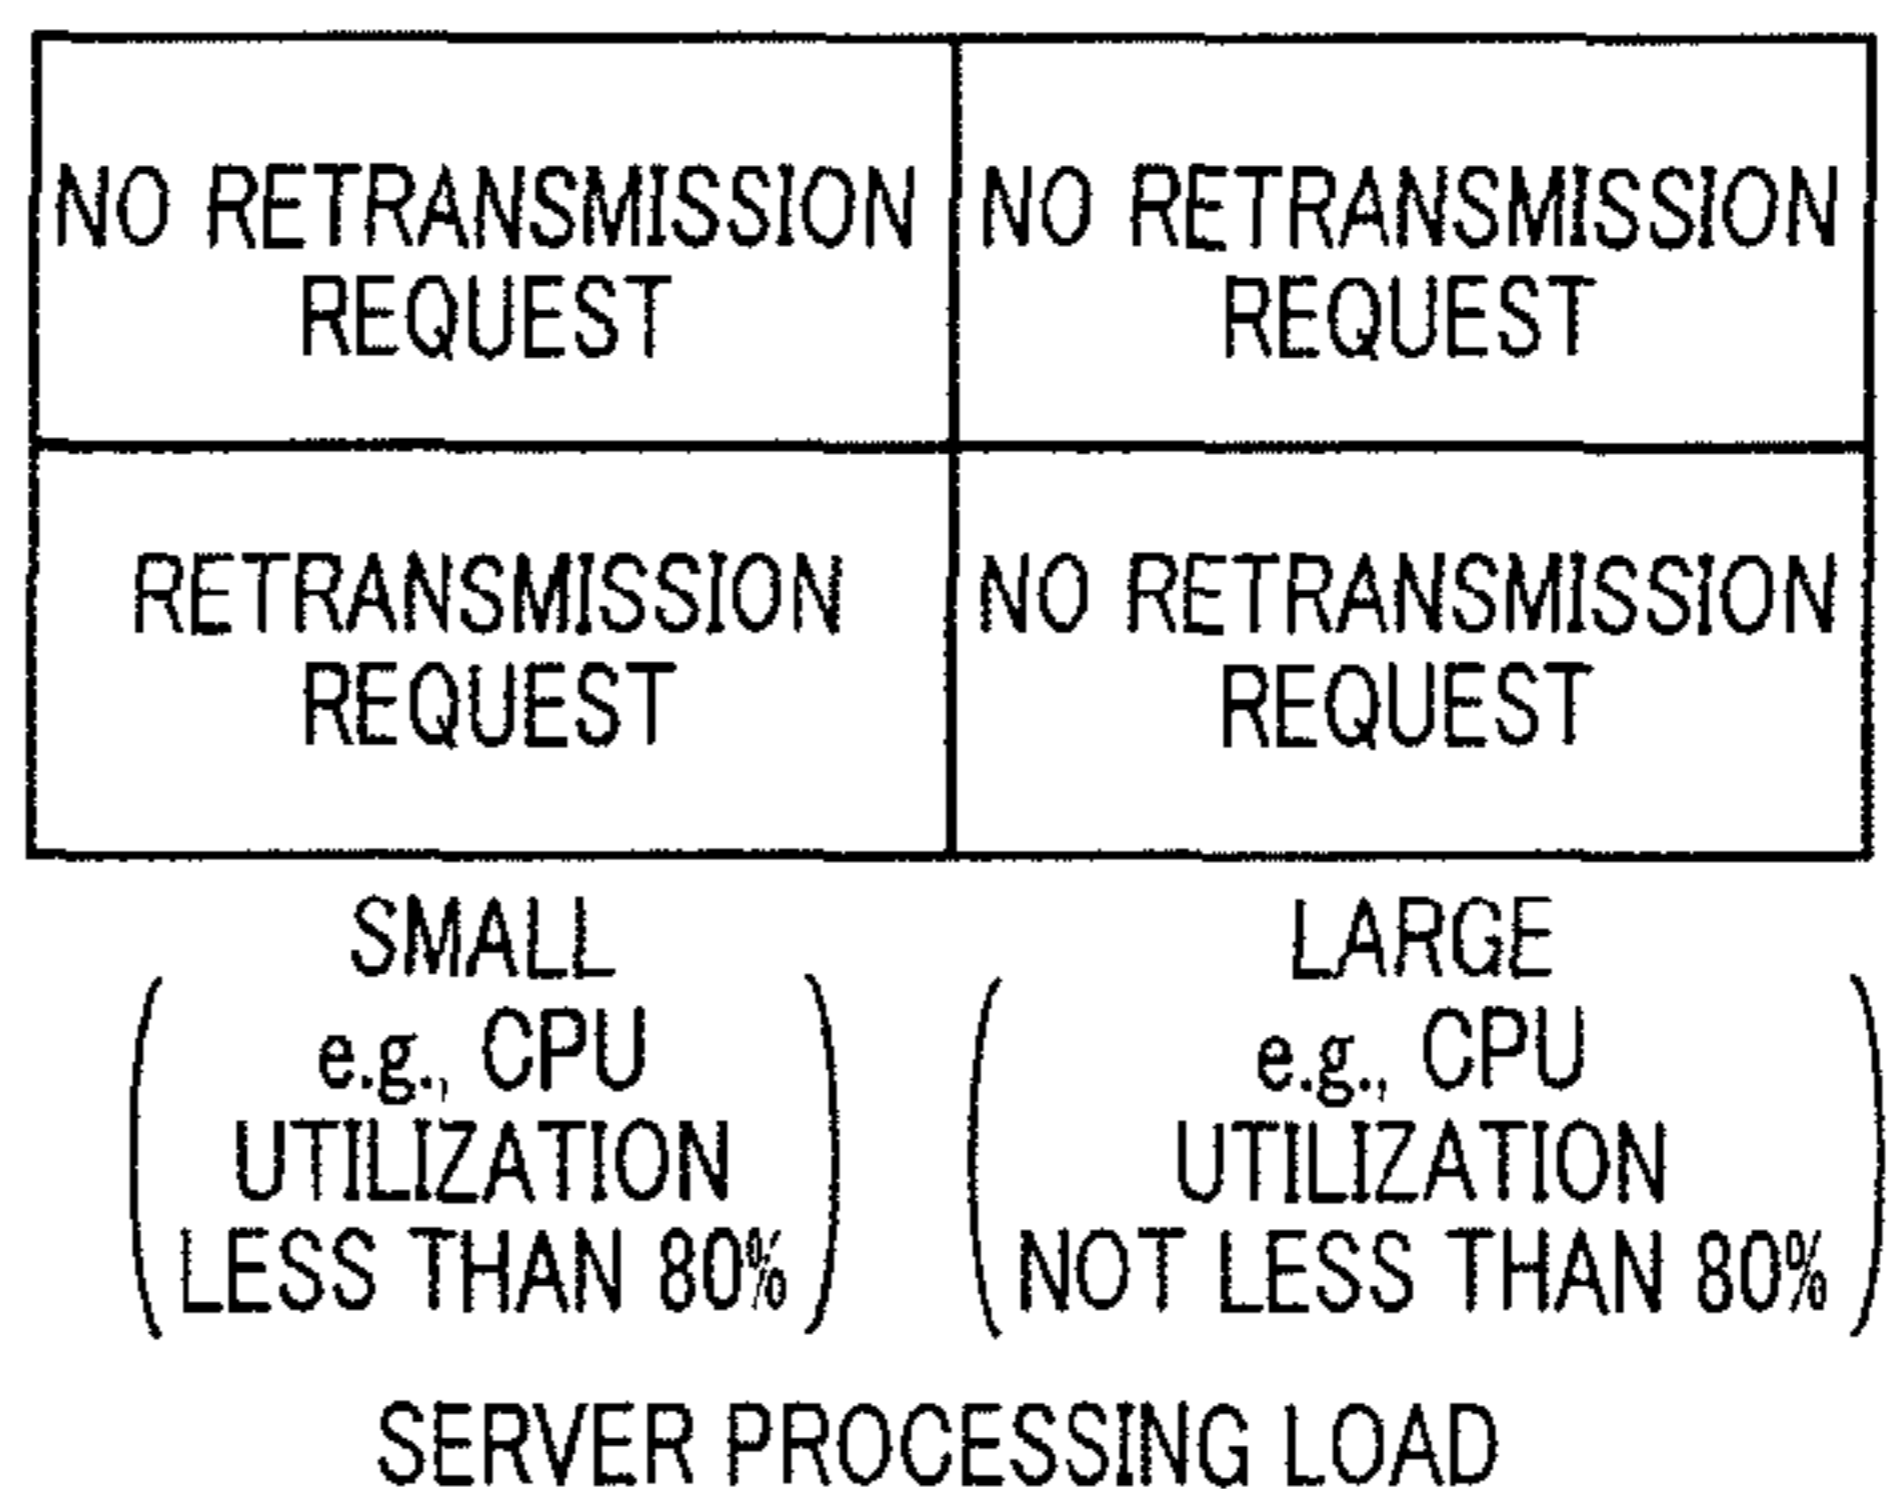 NO RETRANSMISSION
REQUEST
NO RETRANSMISSION
REQUEST
RETRANSMISSION
REQUEST
NO RETRANSMISSION
REQUEST
SMALL
(e.g., CPU
UTILIZATION
LESS THAN 80%)
LARGE
(e.g., CPU
UTILIZATION
NOT LESS THAN 80%)
SERVER PROCESSING LOAD